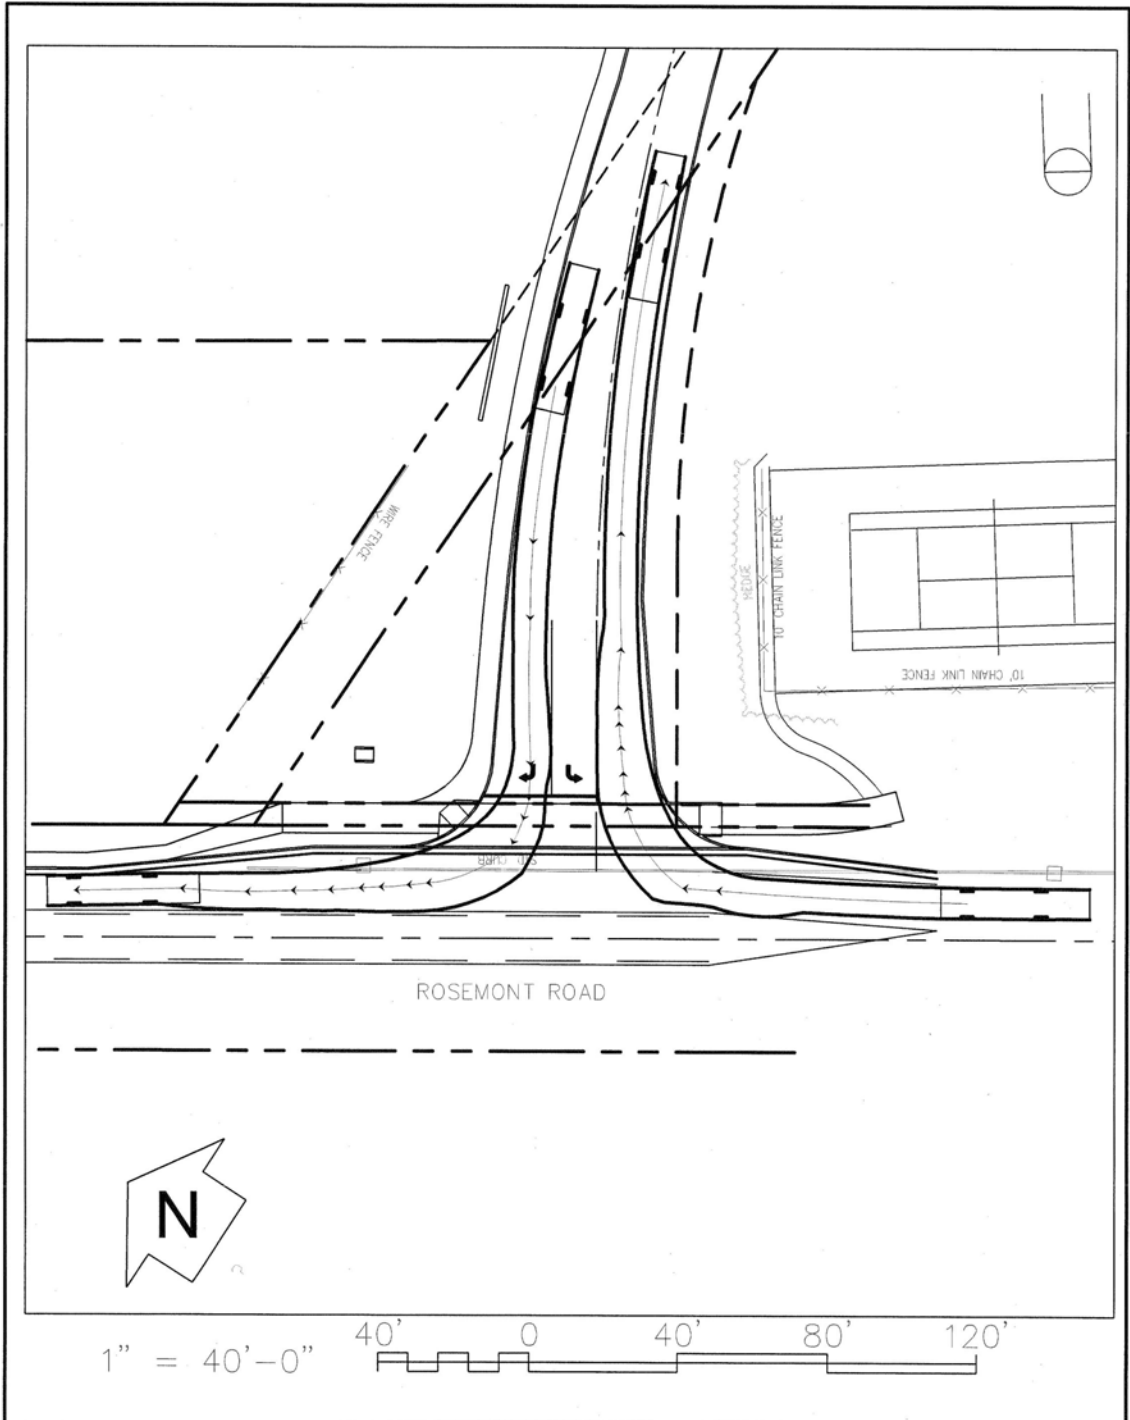 WIRE FENCE
HEDGE
10' CHAIN LINK FENCE
10' CHAIN LINK FENCE
STD CURB
ROSEMONT ROAD
N
1" = 40'-0"
40' 0 40' 80' 120'